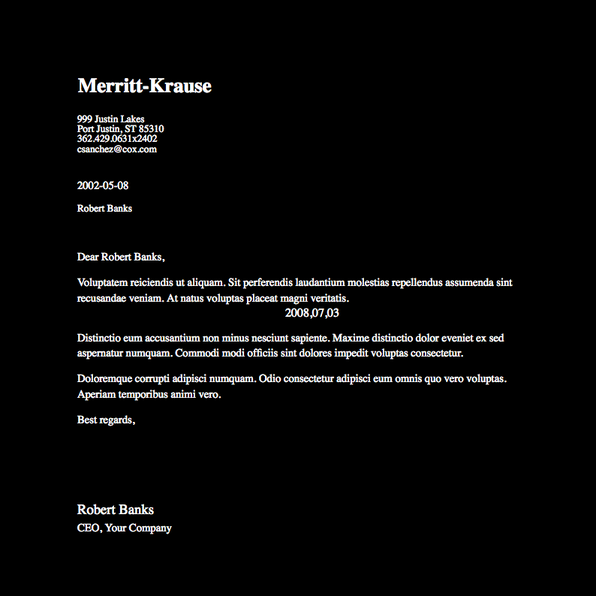 Merritt-Krause
999 Justin Lakes
Port Justin, ST 85310
362.429.0631x2402
csanchez@cox.com
2002-05-08
Robert Banks
Dear Robert Banks,
Voluptatem reiciendis ut aliquam. Sit perferendis laudantium molestias repellendus assumenda sint
recusandae veniam. At natus voluptas placeat magni veritatis.
2008,07,03
Distinctio eum accusantium non minus nesciunt sapiente. Maxime distinctio dolor eveniet ex sed
aspernatur numquam. Commodi modi officiis sint dolores impedit voluptas consectetur.
Doloremque corrupti adipisci numquam. Odio consectetur adipisci eum omnis quo vero voluptas.
Aperiam temporibus animi vero.
Best regards,
Robert Banks
CEO, Your Company